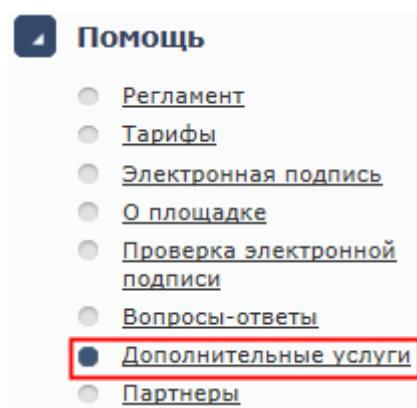 Помощь
Регламент
Тарифы
Электронная подпись
О площадке
Проверка электронной
подписи
Вопросы-ответы
Дополнительные услуги
Партнеры